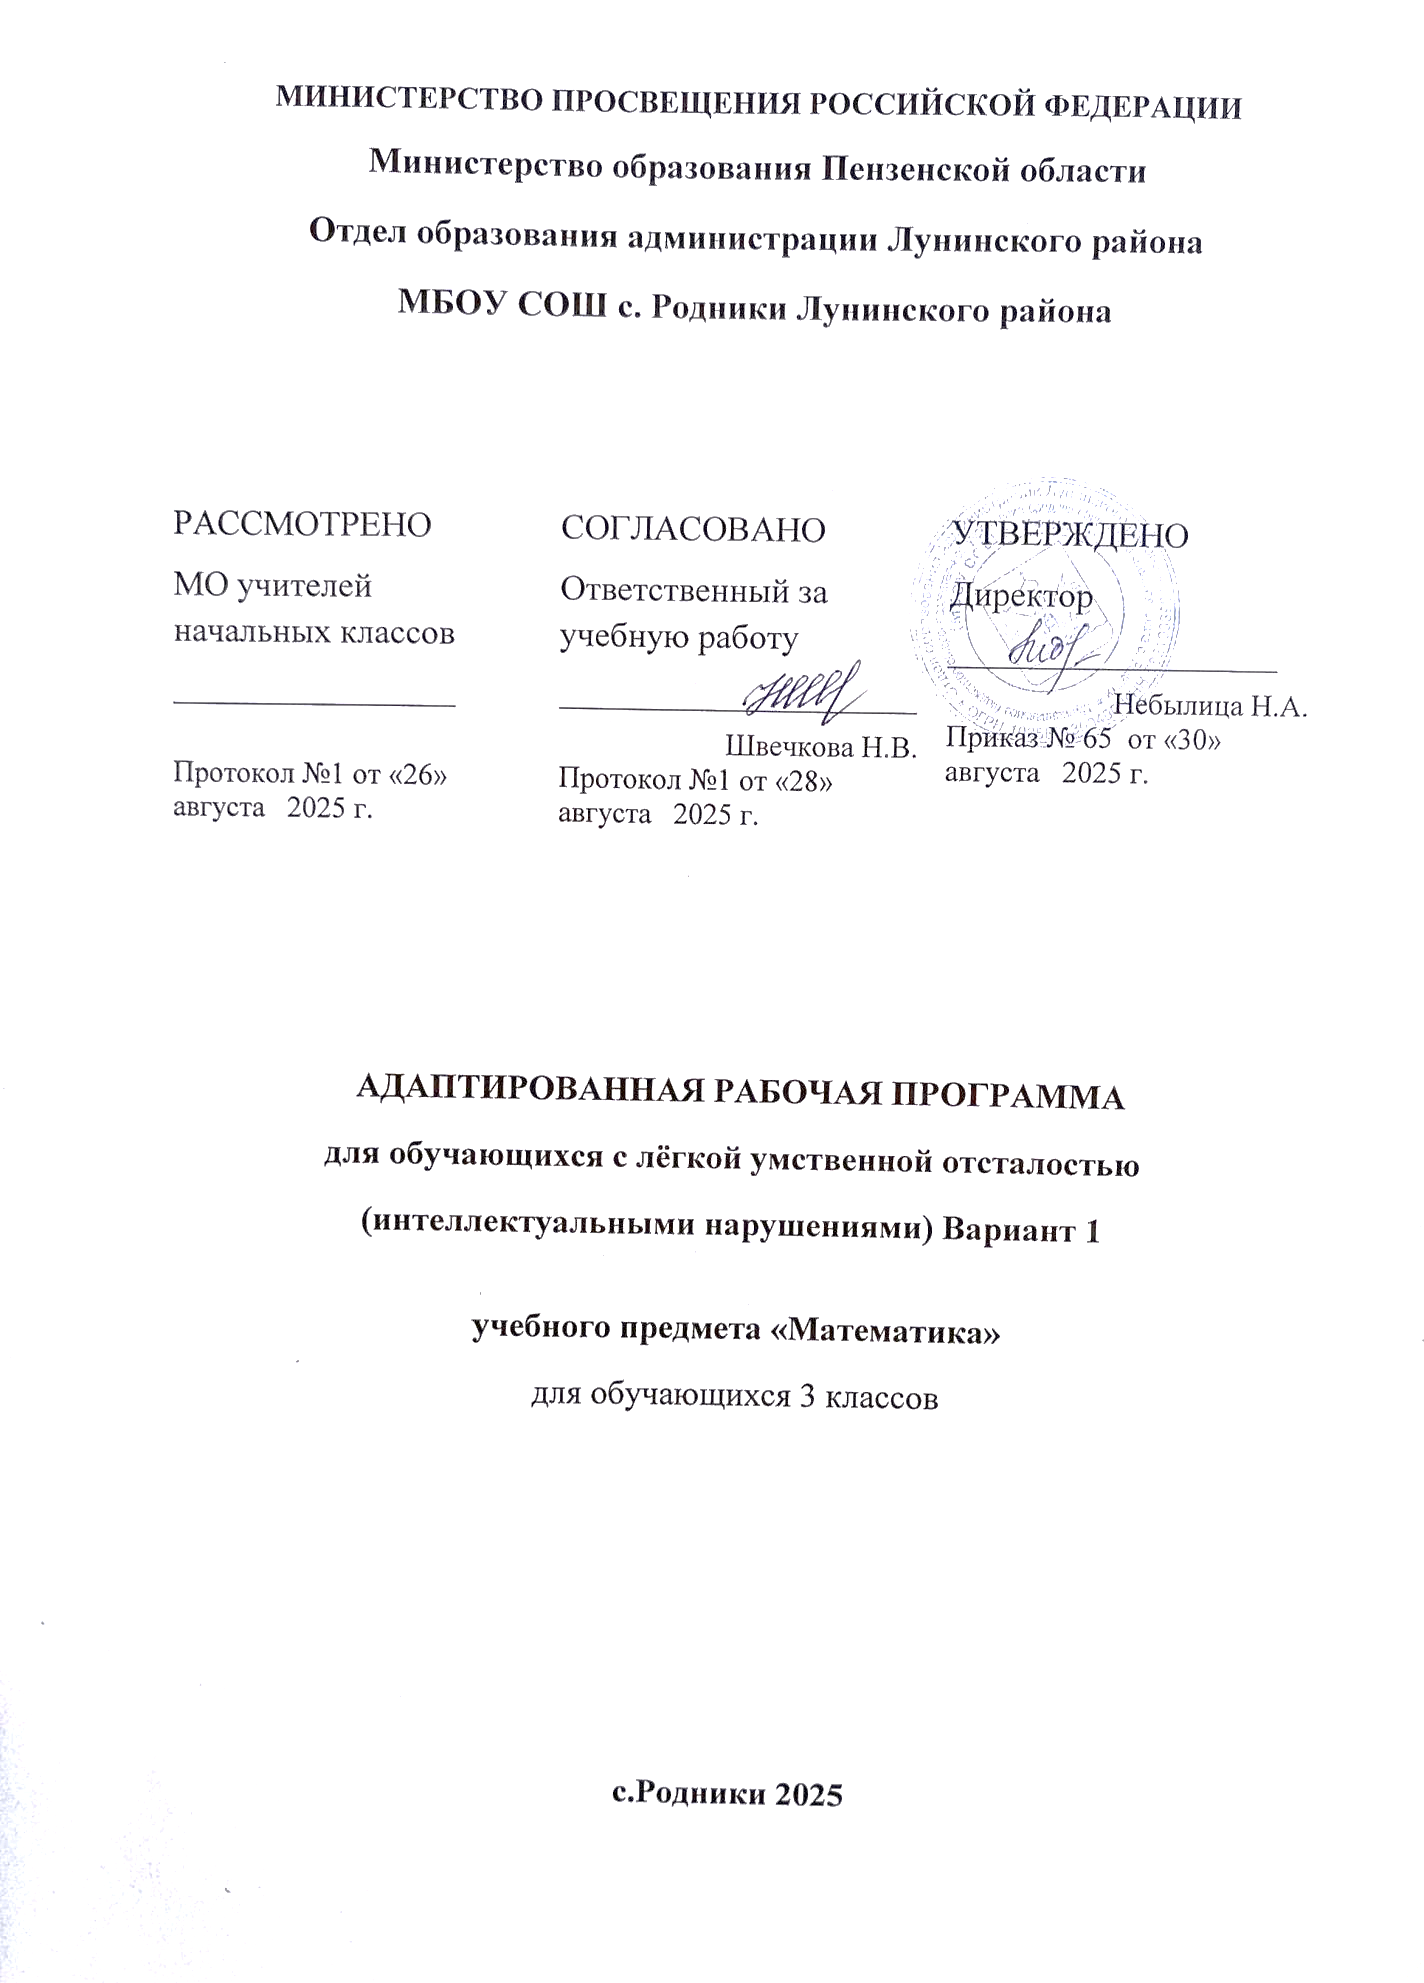 МИНИСТЕРСТВО ПРОСВЕЩЕНИЯ РОССИЙСКОЙ ФЕДЕРАЦИИ
Министерство образования Пензенской области
Отдел образования администрации Лунинского района
МБОУ СОШ с. Родники Лунинского района
РАССМОТРЕНО
МО учителей
начальных классов
Протокол №1 от «26»
августа 2025 г.
СОГЛАСОВАНО
Ответственный за
учебную работу
Швечкова Н.В.
Протокол №1 от «28»
августа 2025 г.
УТВЕРЖДЕНО
Директор
Небылица Н.А.
Приказ № 65 от «30»
августа 2025 г.
АДАПТИРОВАННАЯ РАБОЧАЯ ПРОГРАММА
для обучающихся с лёгкой умственной отсталостью
(интеллектуальными нарушениями) Вариант 1
учебного предмета «Математика»
для обучающихся 3 классов
с.Родники 2025